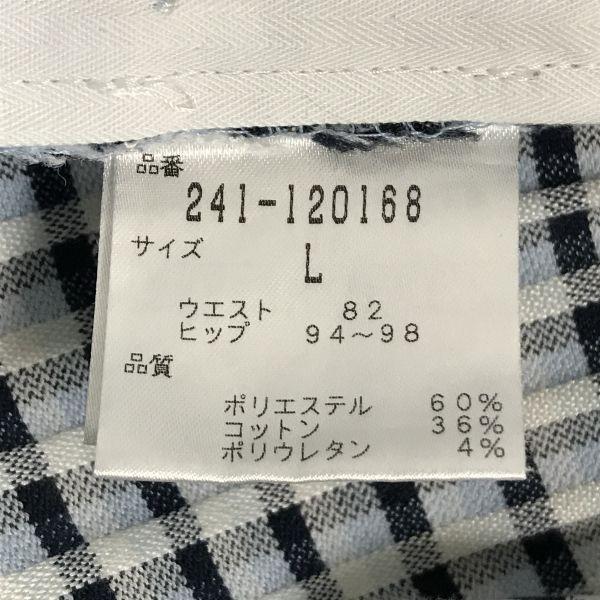 品番
241-120168
サイズ
L
ウエスト 82
ヒップ 94～98
品質
ポリエステル 60%
コットン 36%
ポリウレタン 4%